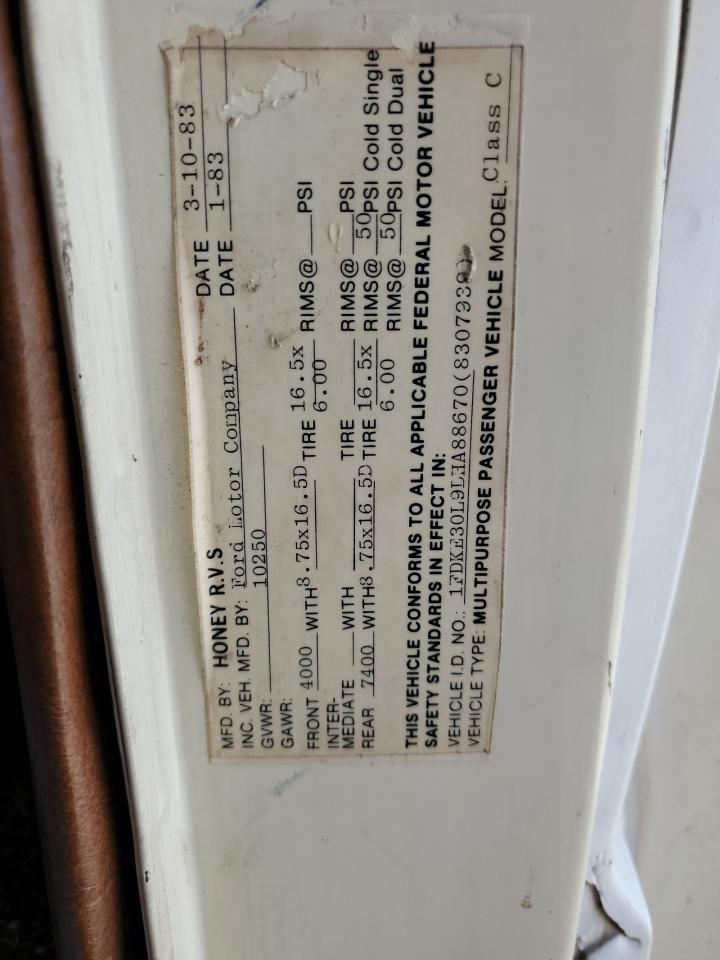 MFD. BY: HONEY R.V.S DATE 3-10-83
INC. VEH. MFD. BY: Ford Motor Company DATE 1-83
GVWR: 10250
GAWR:
FRONT 4000 WITH 8.75x16.5D TIRE 16.5x 6.00 RIMS@ PSI
INTER-
MEDIATE WITH TIRE RIMS@ PSI
REAR 7400 WITH 8.75x16.5D TIRE 16.5x 6.00 RIMS@ 50 PSI Cold Single
RIMS@ 50 PSI Cold Dual
THIS VEHICLE CONFORMS TO ALL APPLICABLE FEDERAL MOTOR VEHICLE
SAFETY STANDARDS IN EFFECT IN:
VEHICLE I.D. NO.: 1FDKE30L9LHA88670
VEHICLE TYPE: MULTIPURPOSE PASSENGER VEHICLE MODEL: Class C